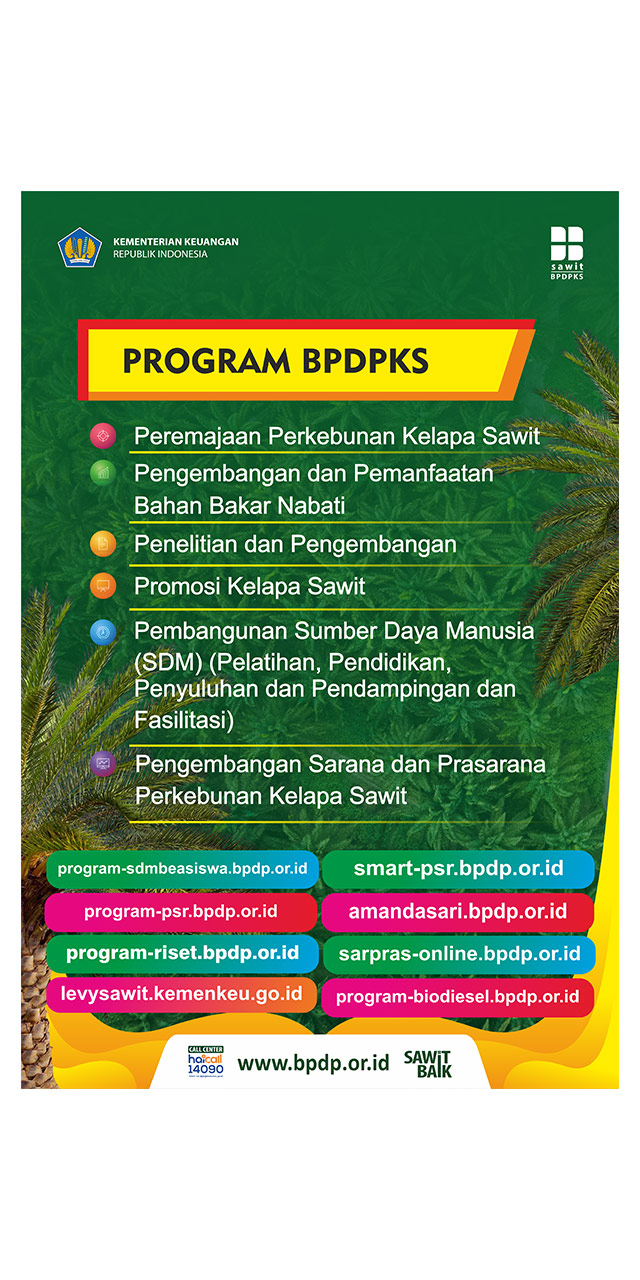 KEMENTERIAN KEUANGAN
REPUBLIK INDONESIA
sawit
BPDPKS
PROGRAM BPDPKS
Peremajaan Perkebunan Kelapa Sawit
Pengembangan dan Pemanfaatan
Bahan Bakar Nabati
Penelitian dan Pengembangan
Promosi Kelapa Sawit
Pembangunan Sumber Daya Manusia
(SDM) (Pelatihan, Pendidikan,
Penyuluhan dan Pendampingan dan
Fasilitasi)
Pengembangan Sarana dan Prasarana
Perkebunan Kelapa Sawit
program-sdmbeasiswa.bpdp.or.id
smart-psr.bpdp.or.id
program-psr.bpdp.or.id
amandasari.bpdp.or.id
program-riset.bpdp.or.id
sarpras-online.bpdp.or.id
levysawit.kemenkeu.go.id
program-biodiesel.bpdp.or.id
CALL CENTER
haicall
14090
www.bpdp.or.id
SAWiT
BAIK